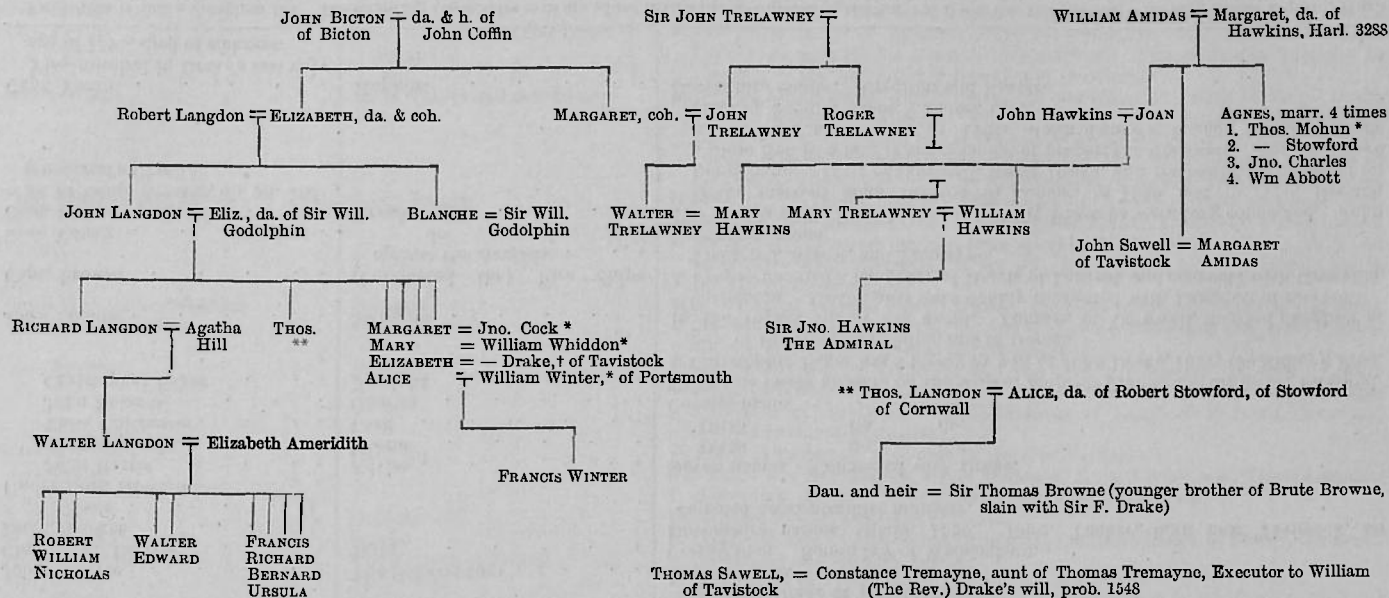 JOHN BICTON = da. & h. of
of Bicton John Coffin
SIR JOHN TRELAWNEY =
WILLIAM AMIDAS = Margaret, da. of
Hawkins, Harl. 3288
Robert Langdon = ELIZABETH, da. & coh.
MARGARET, coh. = JOHN
TRELAWNEY
ROGER
TRELAWNEY
John Hawkins = JOAN
AGNES, marr. 4 times
1. Thos. Mohun *
2. — Stowford
3. Jno. Charles
4. Wm Abbott
JOHN LANGDON = Eliz., da. of Sir Will.
Godolphin
BLANCHE = Sir Will.
Godolphin
WALTER = MARY
TRELAWNEY HAWKINS
MARY TRELAWNEY = WILLIAM
HAWKINS
John Sawell = MARGARET
of Tavistock AMIDAS
RICHARD LANGDON = Agatha
Hill
THOS.
**
MARGARET = Jno. Cock *
MARY = William Whiddon*
ELIZABETH = — Drake,† of Tavistock
ALICE = William Winter,* of Portsmouth
SIR JNO. HAWKINS
THE ADMIRAL
** THOS. LANGDON = ALICE, da. of Robert Stowford, of Stowford
of Cornwall
WALTER LANGDON = Elizabeth Ameridith
FRANCIS WINTER
Dau. and heir = Sir Thomas Browne (younger brother of Brute Browne,
slain with Sir F. Drake)
ROBERT
WILLIAM
NICHOLAS
WALTER
EDWARD
FRANCIS
RICHARD
BERNARD
URSULA
THOMAS SAWELL, = Constance Tremayne, aunt of Thomas Tremayne, Executor to William
of Tavistock (The Rev.) Drake's will, prob. 1548